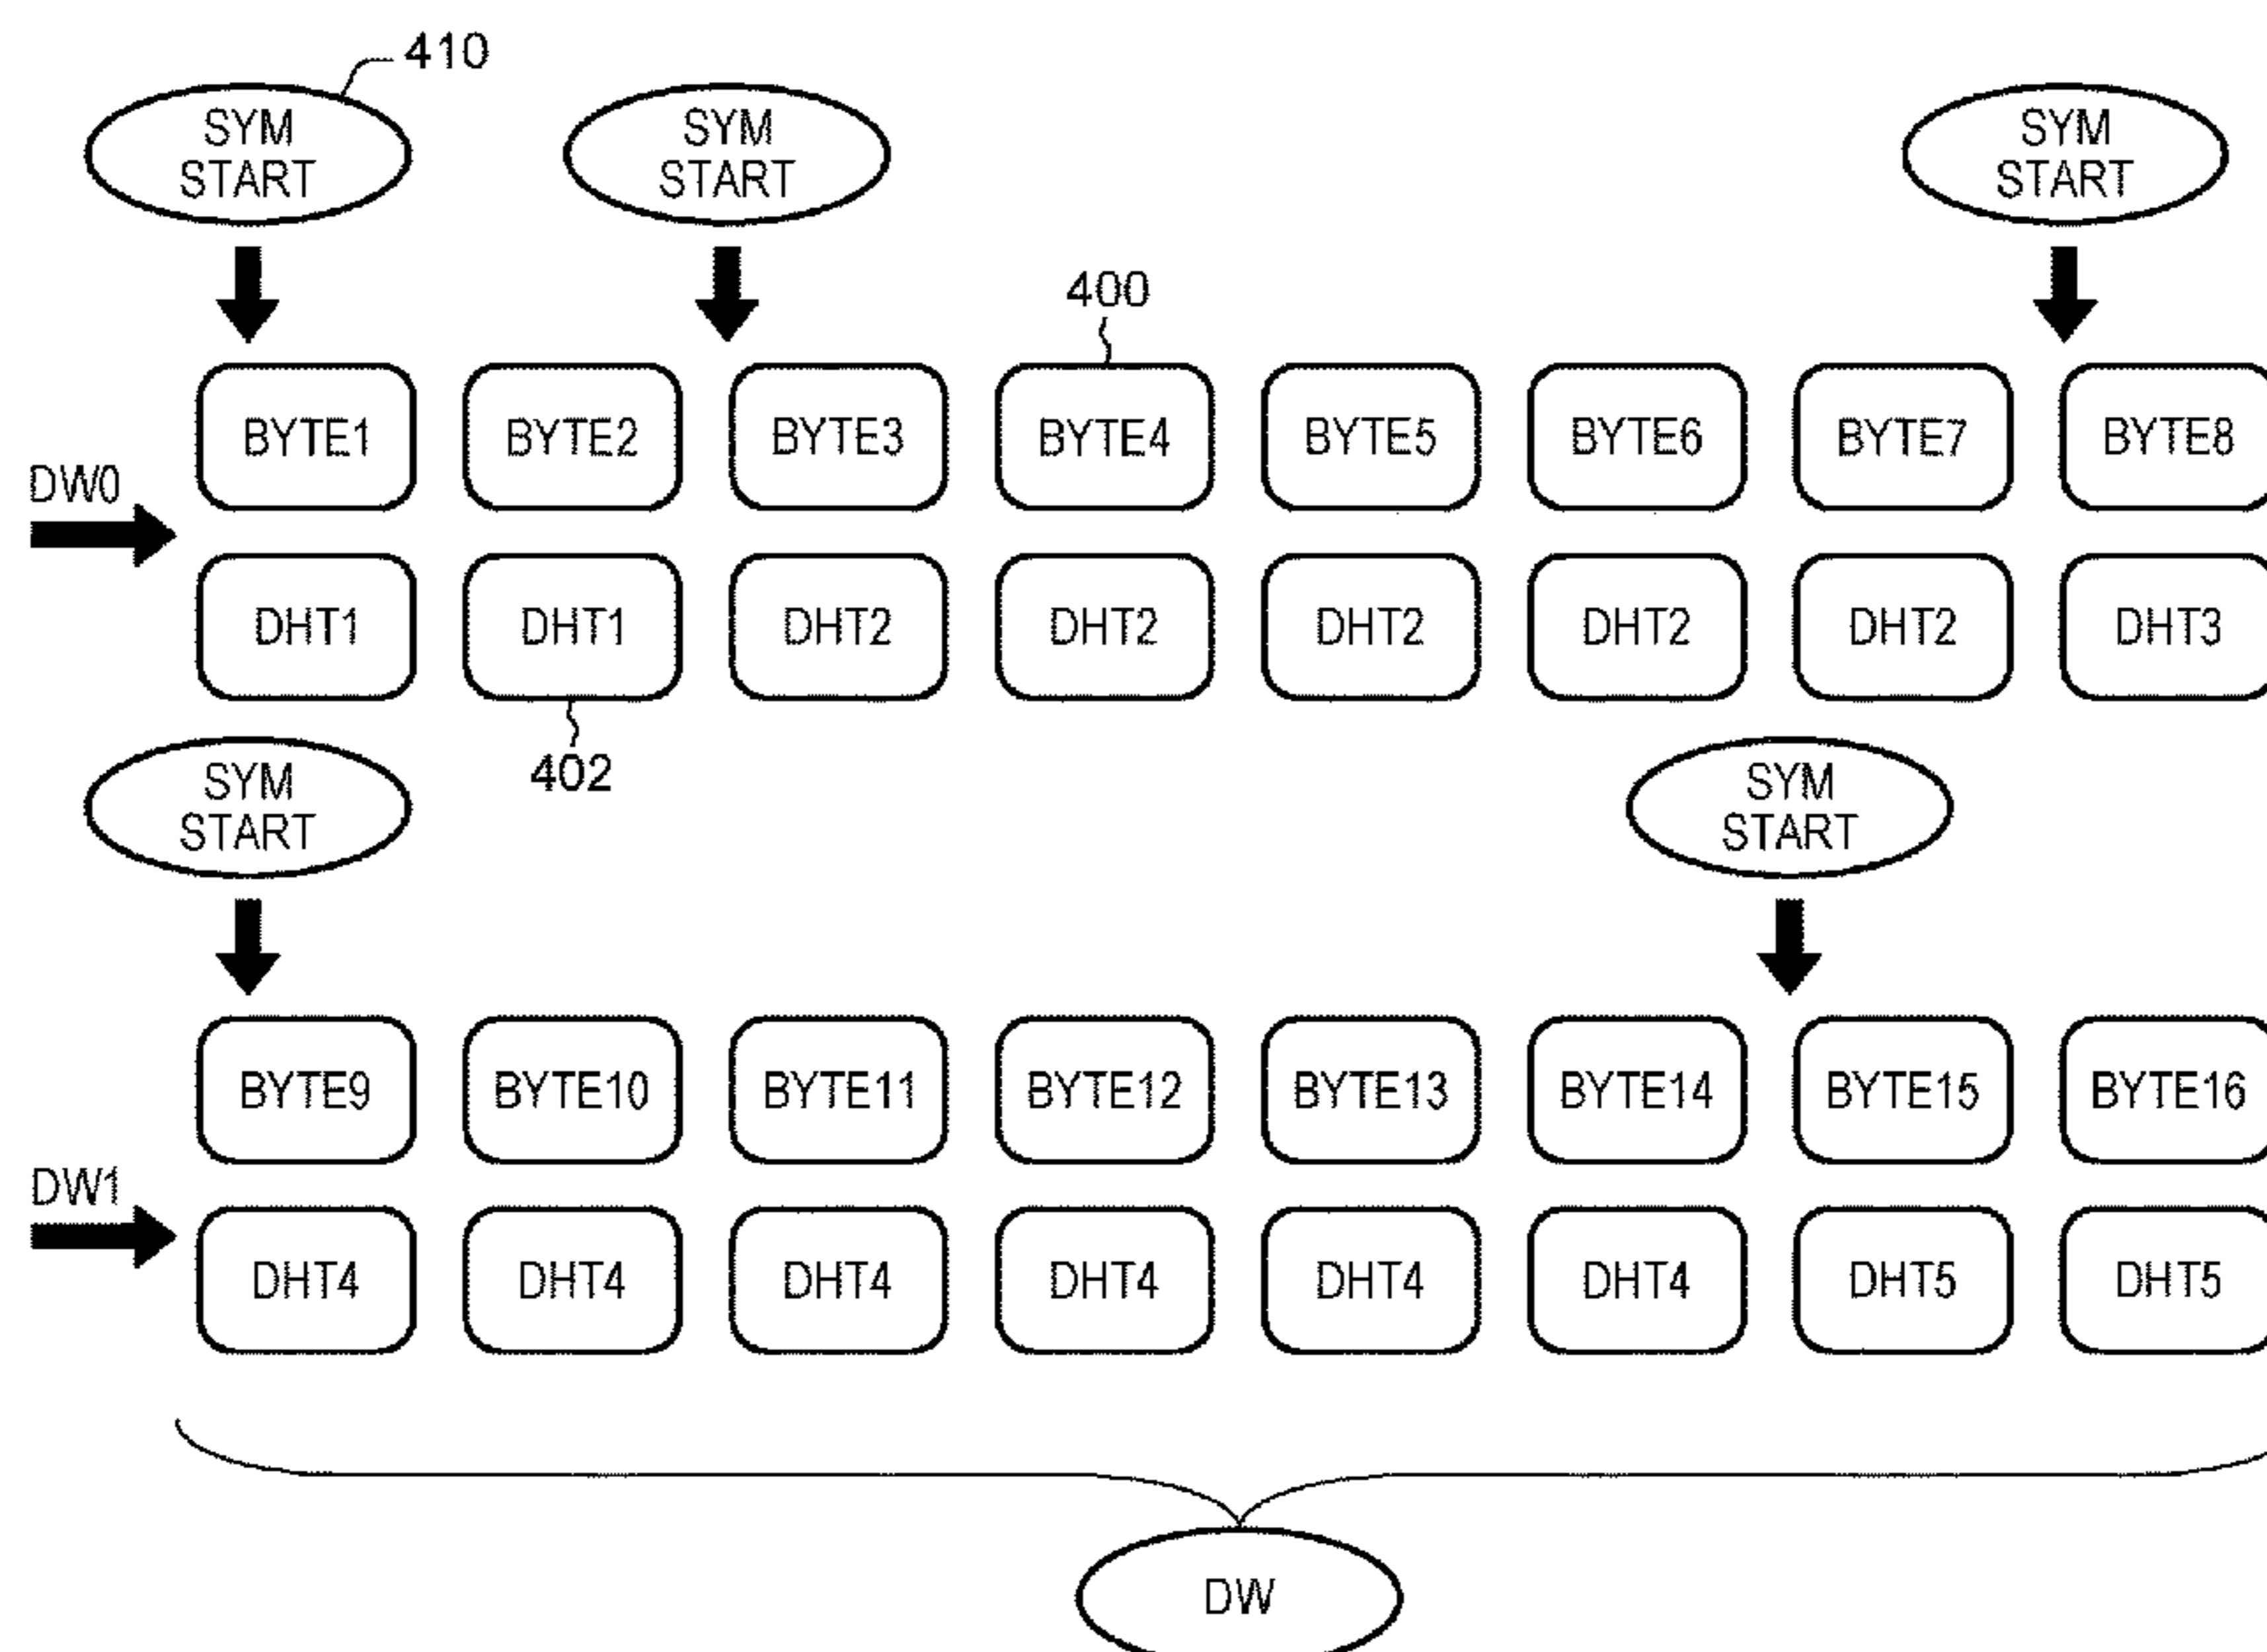 410
SYM
START
SYM
START
SYM
START
400
BYTE1 BYTE2 BYTE3 BYTE4 BYTE5 BYTE6 BYTE7 BYTE8
DW0
DHT1 DHT1 DHT2 DHT2 DHT2 DHT2 DHT2 DHT3
402
SYM
START
SYM
START
BYTE9 BYTE10 BYTE11 BYTE12 BYTE13 BYTE14 BYTE15 BYTE16
DW1
DHT4 DHT4 DHT4 DHT4 DHT4 DHT4 DHT5 DHT5
DW